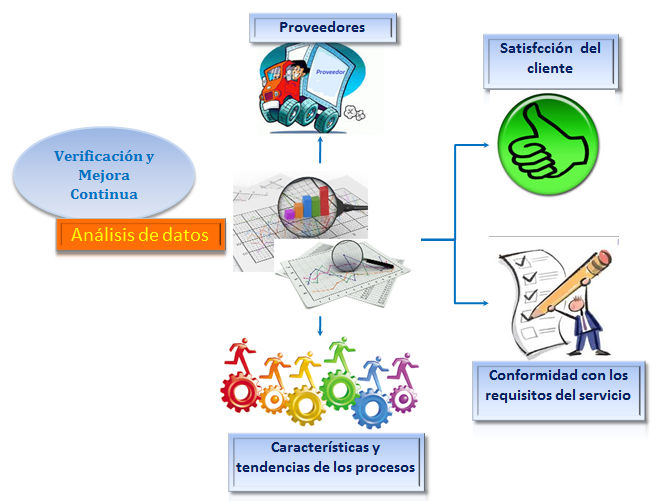 Proveedores
Proveedor
Satisfcción del
cliente
Verificación y
Mejora
Continua
Análisis de datos
Conformidad con los
requisitos del servicio
Características y
tendencias de los procesos